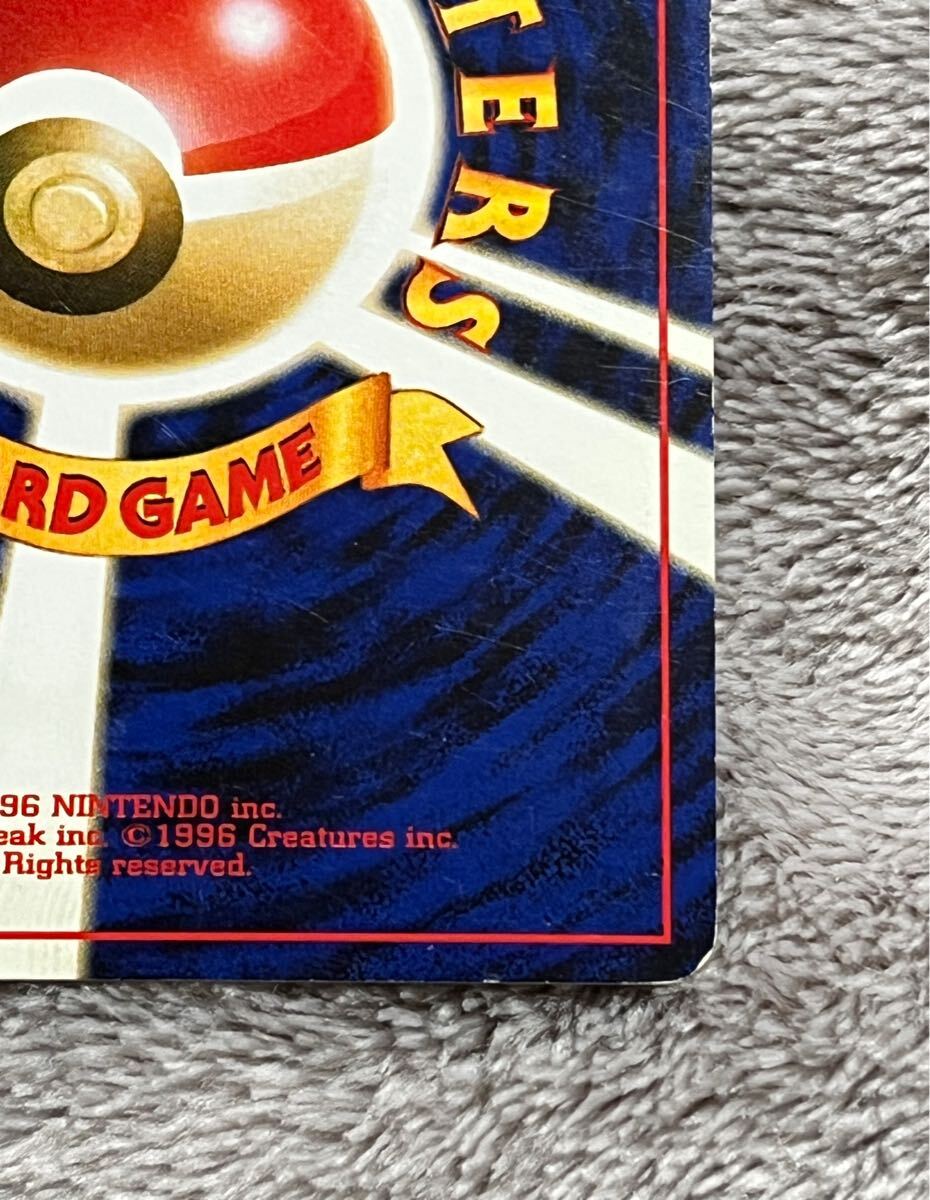 TERS
RD GAME
96 NINTENDO inc.
eak inc. ©1996 Creatures inc.
Rights reserved.